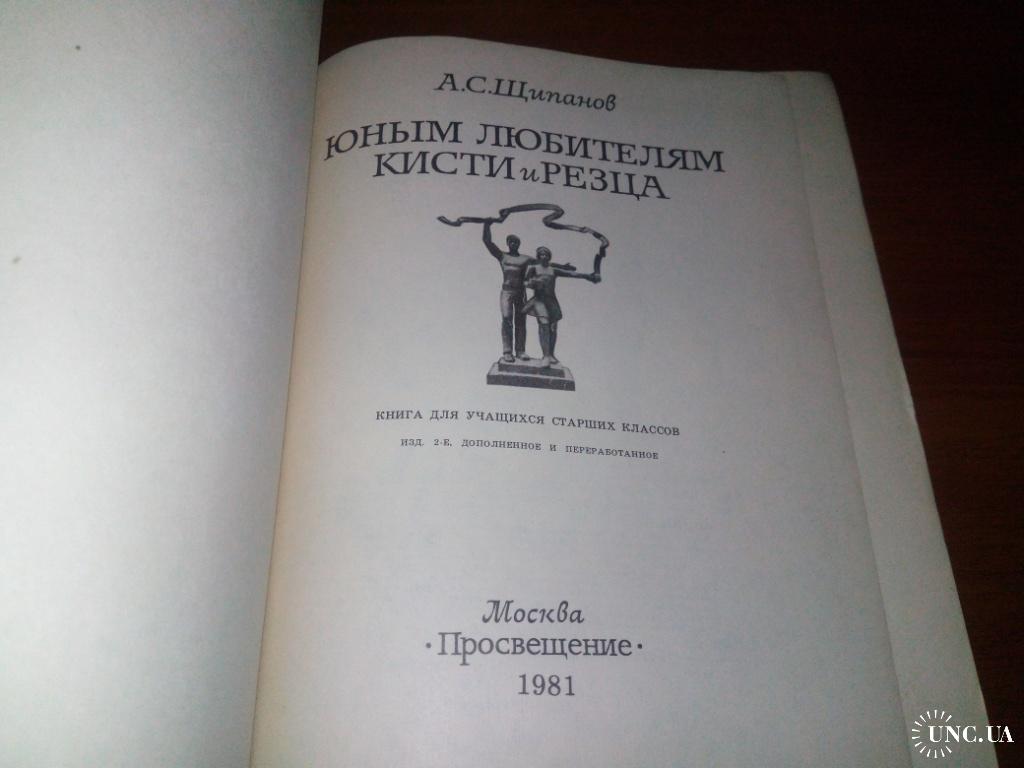 А.С.Щипанов
ЮНЫМ ЛЮБИТЕЛЯМ
КИСТИ и РЕЗЦА
КНИГА ДЛЯ УЧАЩИХСЯ СТАРШИХ КЛАССОВ
ИЗД. 2-Е, ДОПОЛНЕННОЕ И ПЕРЕРАБОТАННОЕ
Москва
·Просвещение·
1981
UNC.UA